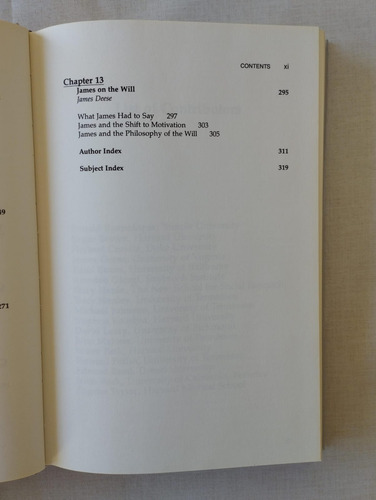 CONTENTS xi
Chapter 13
James on the Will 295
James Deese
What James Had to Say 297
James and the Shift to Motivation 303
James and the Philosophy of the Will 305
Author Index 311
Subject Index 319
271